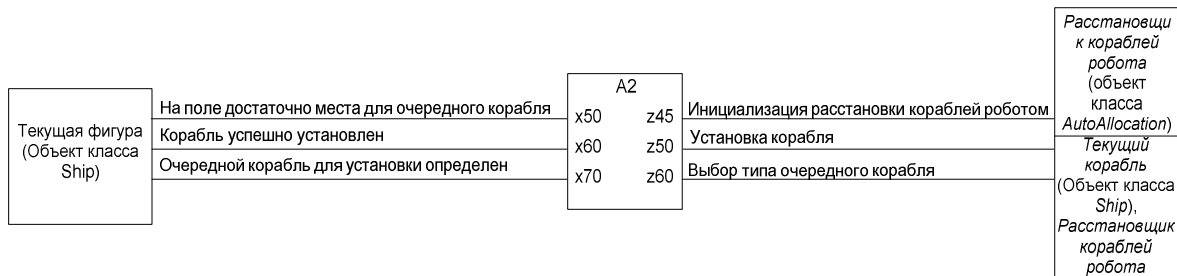 Текущая фигура
(Объект класса
Ship)
На поле достаточно места для очередного корабля
Корабль успешно установлен
Очередной корабль для установки определен
A2
x50 z45
x60 z50
x70 z60
Инициализация расстановки кораблей роботом
Установка корабля
Выбор типа очередного корабля
Расстановщи
к кораблей
робота
(объект
класса
AutoAllocation)
Текущий
корабль
(Объект класса
Ship),
Расстановщик
кораблей
робота